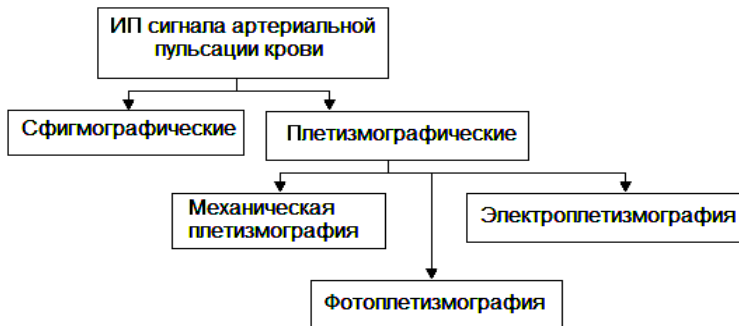 ИП сигнала артериальной
пульсации крови
Сфигмографические
Плетизмографические
Механическая
плетизмография
Электроплетизмография
Фотоплетизмография